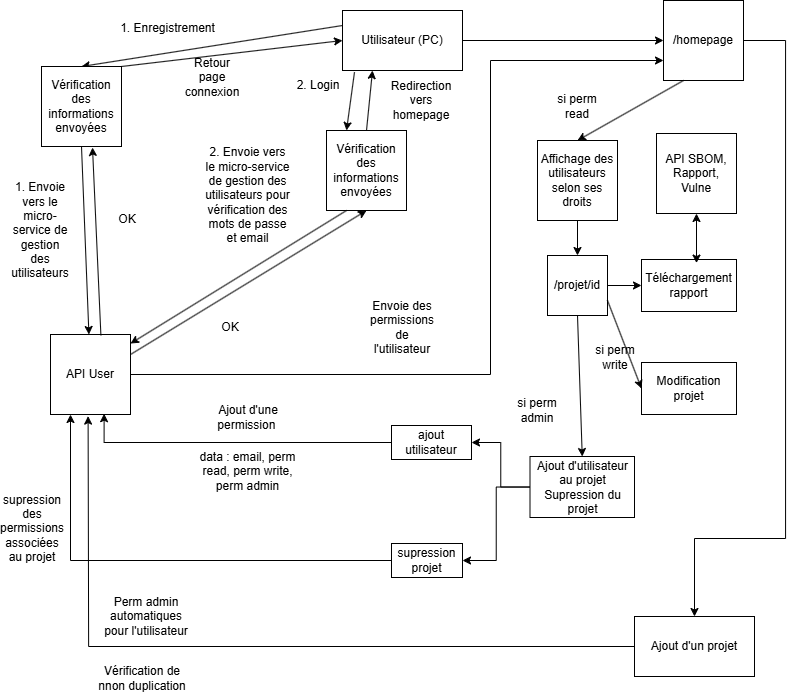 1. Enregistrement
Utilisateur (PC)
/homepage
Retour
page
connexion
Vérification
des
informations
envoyées
2. Login
Redirection
vers
homepage
si perm
read
2. Envoie vers
le micro-service
de gestion des
utilisateurs pour
vérification des
mots de passe
et email
Vérification
des
informations
envoyées
Affichage des
utilisateurs
selon ses
droits
API SBOM,
Rapport,
Vulne
1. Envoie
vers le
micro-
service de
gestion
des
utilisateurs
OK
/projet/id
Téléchargement
rapport
Envoie des
permissions
de
l'utilisateur
OK
si perm
write
API User
Modification
projet
si perm
admin
Ajout d'une
permission
ajout
utilisateur
data : email, perm
read, perm write,
perm admin
Ajout d'utilisateur
au projet
Supression du
projet
supression
des
permissions
associées
au projet
supression
projet
Perm admin
automatiques
pour l'utilisateur
Ajout d'un projet
Vérification de
nnon duplication